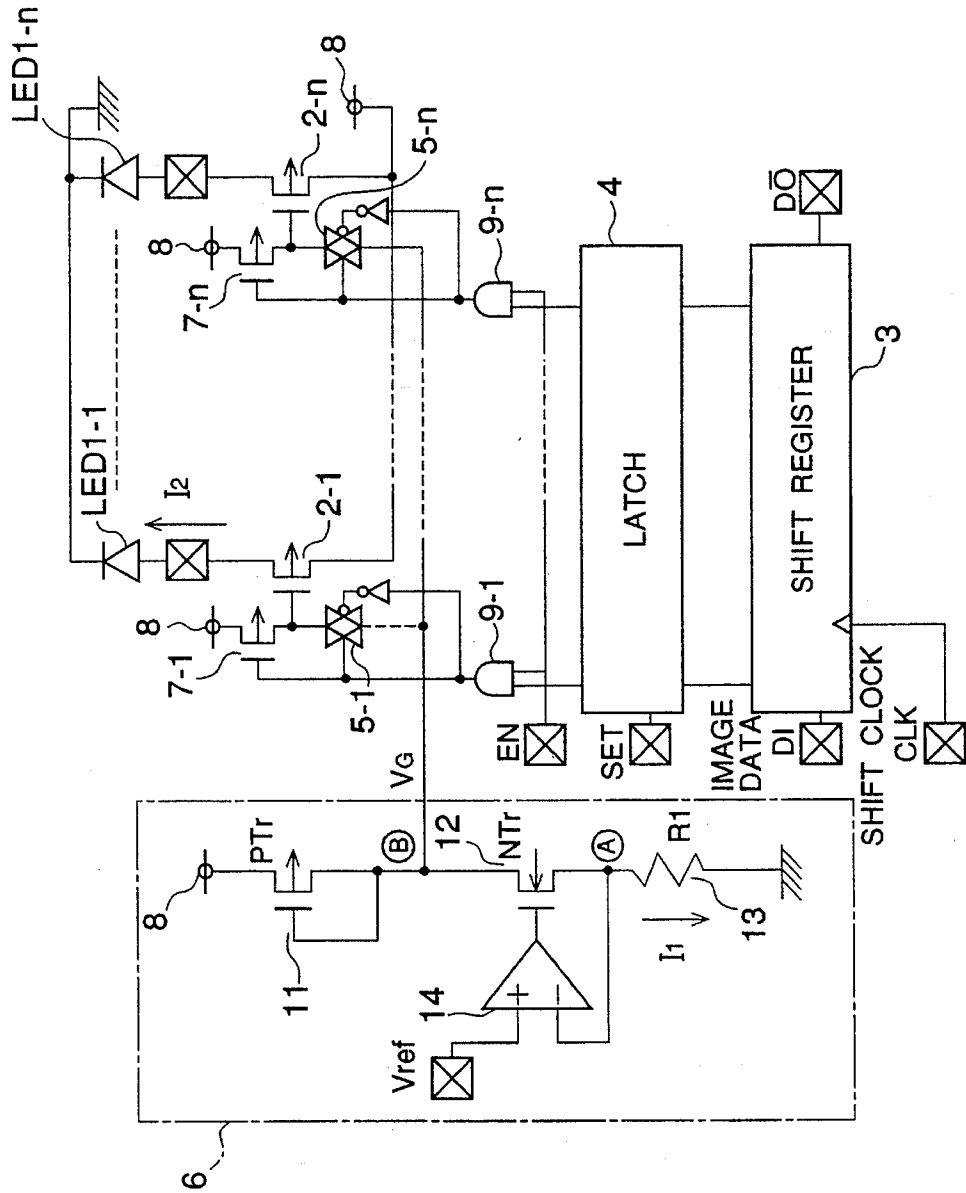 LED1-n
LED1-1
I2
8
2-n
5-n
8
7-n
2-1
8
7-1
5-1
9-n
9-1
4
LATCH
DO
SHIFT REGISTER
3
EN
SET
IMAGE
DATA
DI
SHIFT CLOCK
CLK
VG
8
PTr
11
B
12
NTr
A
R1
13
I1
14
+
−
Vref
6